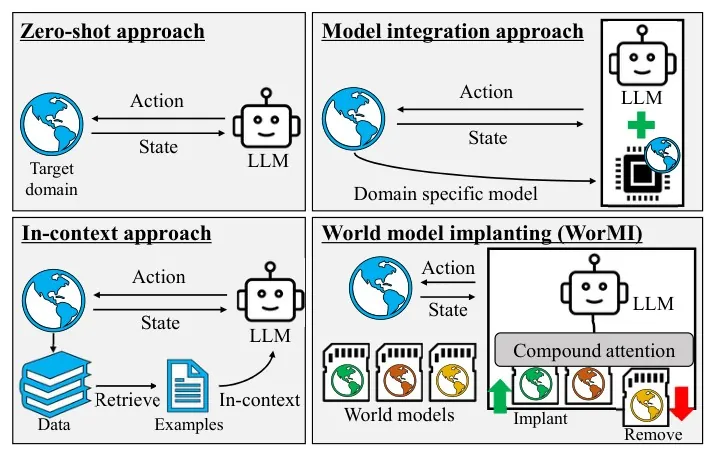 Zero-shot approach
Action
State
Target
domain
LLM
Model integration approach
Action
State
LLM
Domain specific model
In-context approach
Action
State
LLM
Retrieve
In-context
Data
Examples
World model implanting (WorMI)
Action
State
LLM
Compound attention
World models
Implant
Remove